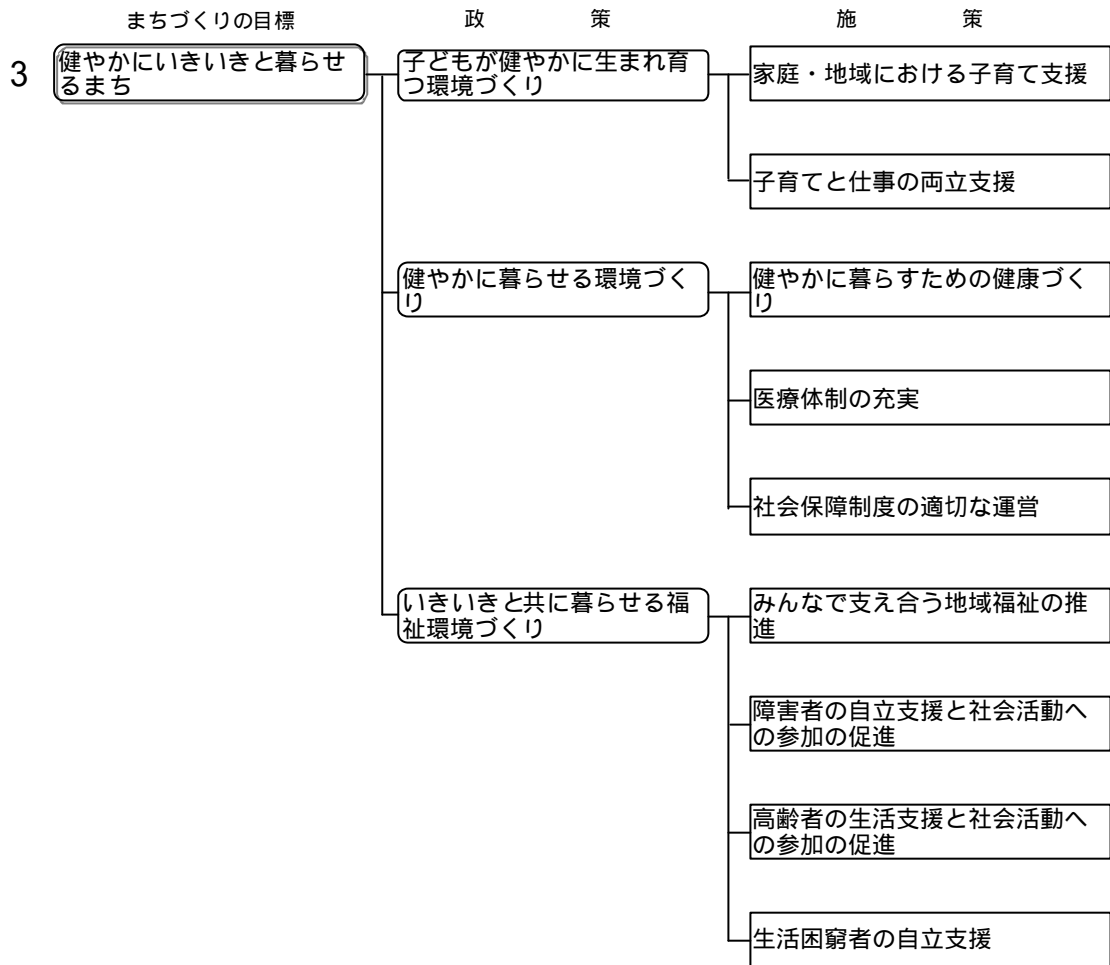 まちづくりの目標 政策 施策
3
健やかにいきいきと暮らせ
るまち
子どもが健やかに生まれ育
つ環境づくり
家庭・地域における子育て支援
子育てと仕事の両立支援
健やかに暮らせる環境づく
り
健やかに暮らすための健康づく
り
医療体制の充実
社会保障制度の適切な運営
いきいきと共に暮らせる福
祉環境づくり
みんなで支え合う地域福祉の推
進
障害者の自立支援と社会活動へ
の参加の促進
高齢者の生活支援と社会活動へ
の参加の促進
生活困窮者の自立支援